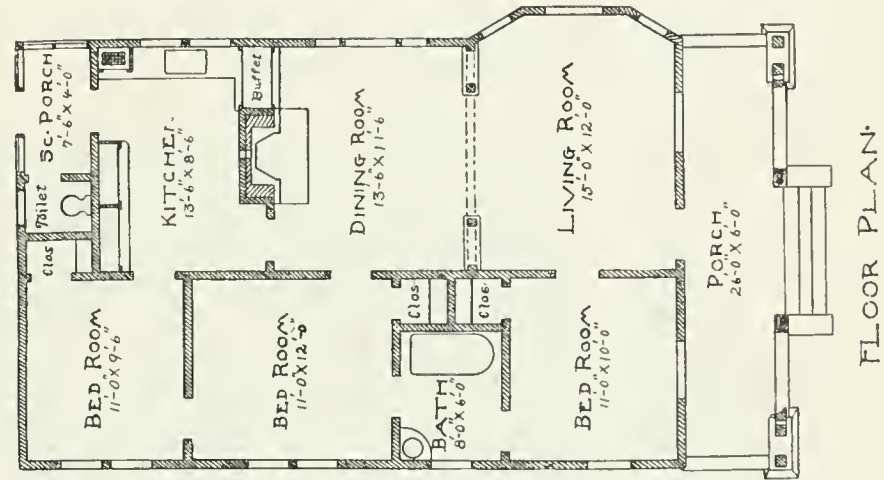 Sc. PORCH
7'-6" X 4'-0"
Toilet
Clos
KITCHEN.
13'-6" X 8'-6"
Buffet
DINING ROOM
13'-6" X 11'-6"
LIVING ROOM
15'-0" X 12'-0"
PORCH
26'-0" X 6'-0"
BED ROOM
11'-0" X 9'-6"
BED ROOM
11'-0" X 12'-0"
Clos
Clos.
BATH
8'-0" X 6'-0"
BED ROOM
11'-0" X 10'-0"
FLOOR PLAN.